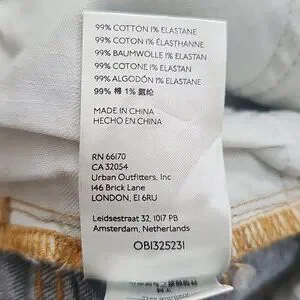 99% COTTON 1% ELASTANE
99% COTON 1% ÉLASTHANNE
99% BAUMWOLLE 1% ELASTAN
99% COTONE 1% ELASTAN
99% ALGODÓN 1% ELASTAN
99% 棉 1% 氨纶
MADE IN CHINA
HECHO EN CHINA
RN 66170
CA 32054
Urban Outfitters, Inc
146 Brick Lane
LONDON, E1 6RU
Leidsestraat 32, 1017 PB
Amsterdam, Netherlands
OB1325231